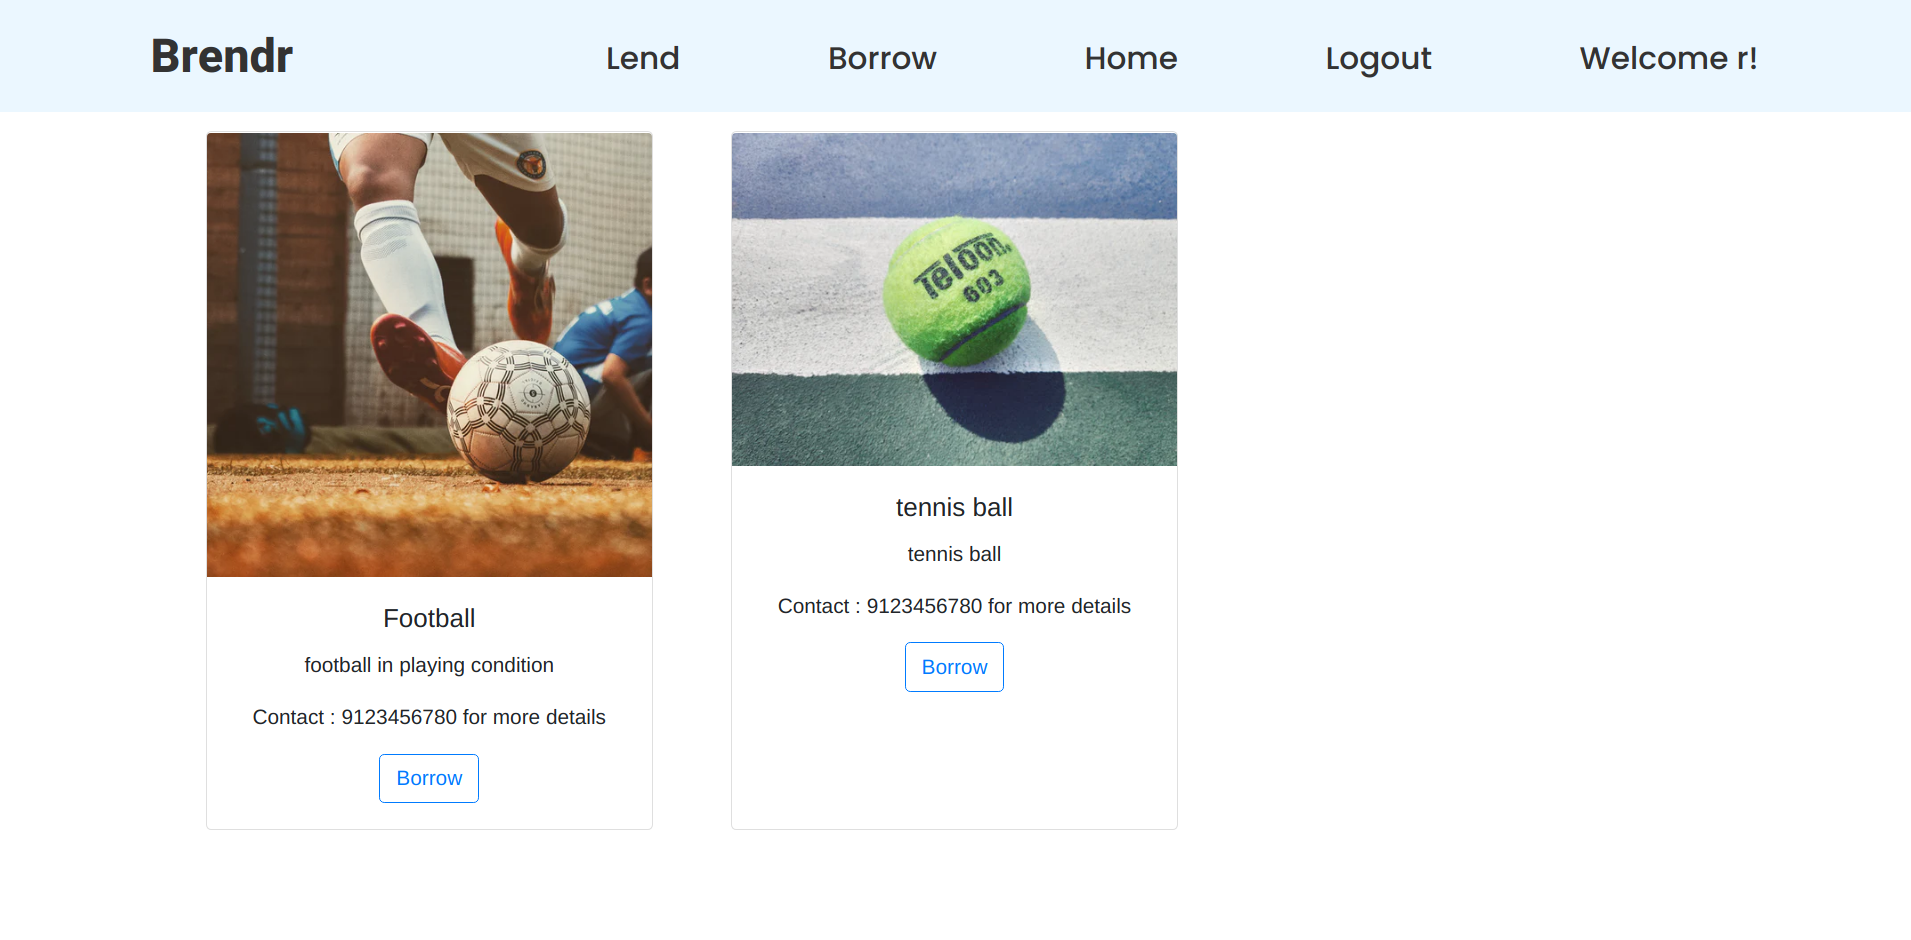 Brendr
Lend
Borrow
Home
Logout
Welcome r!
Teloon
603
Football
football in playing condition
Contact : 9123456780 for more details
Borrow
tennis ball
tennis ball
Contact : 9123456780 for more details
Borrow